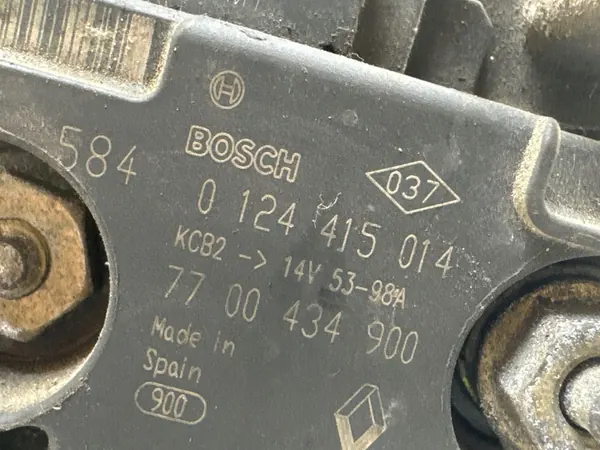 584
BOSCH
037
0 124 415 014
KCB2 -> 14V 53-98A
77 00 434 900
Made in
Spain
900